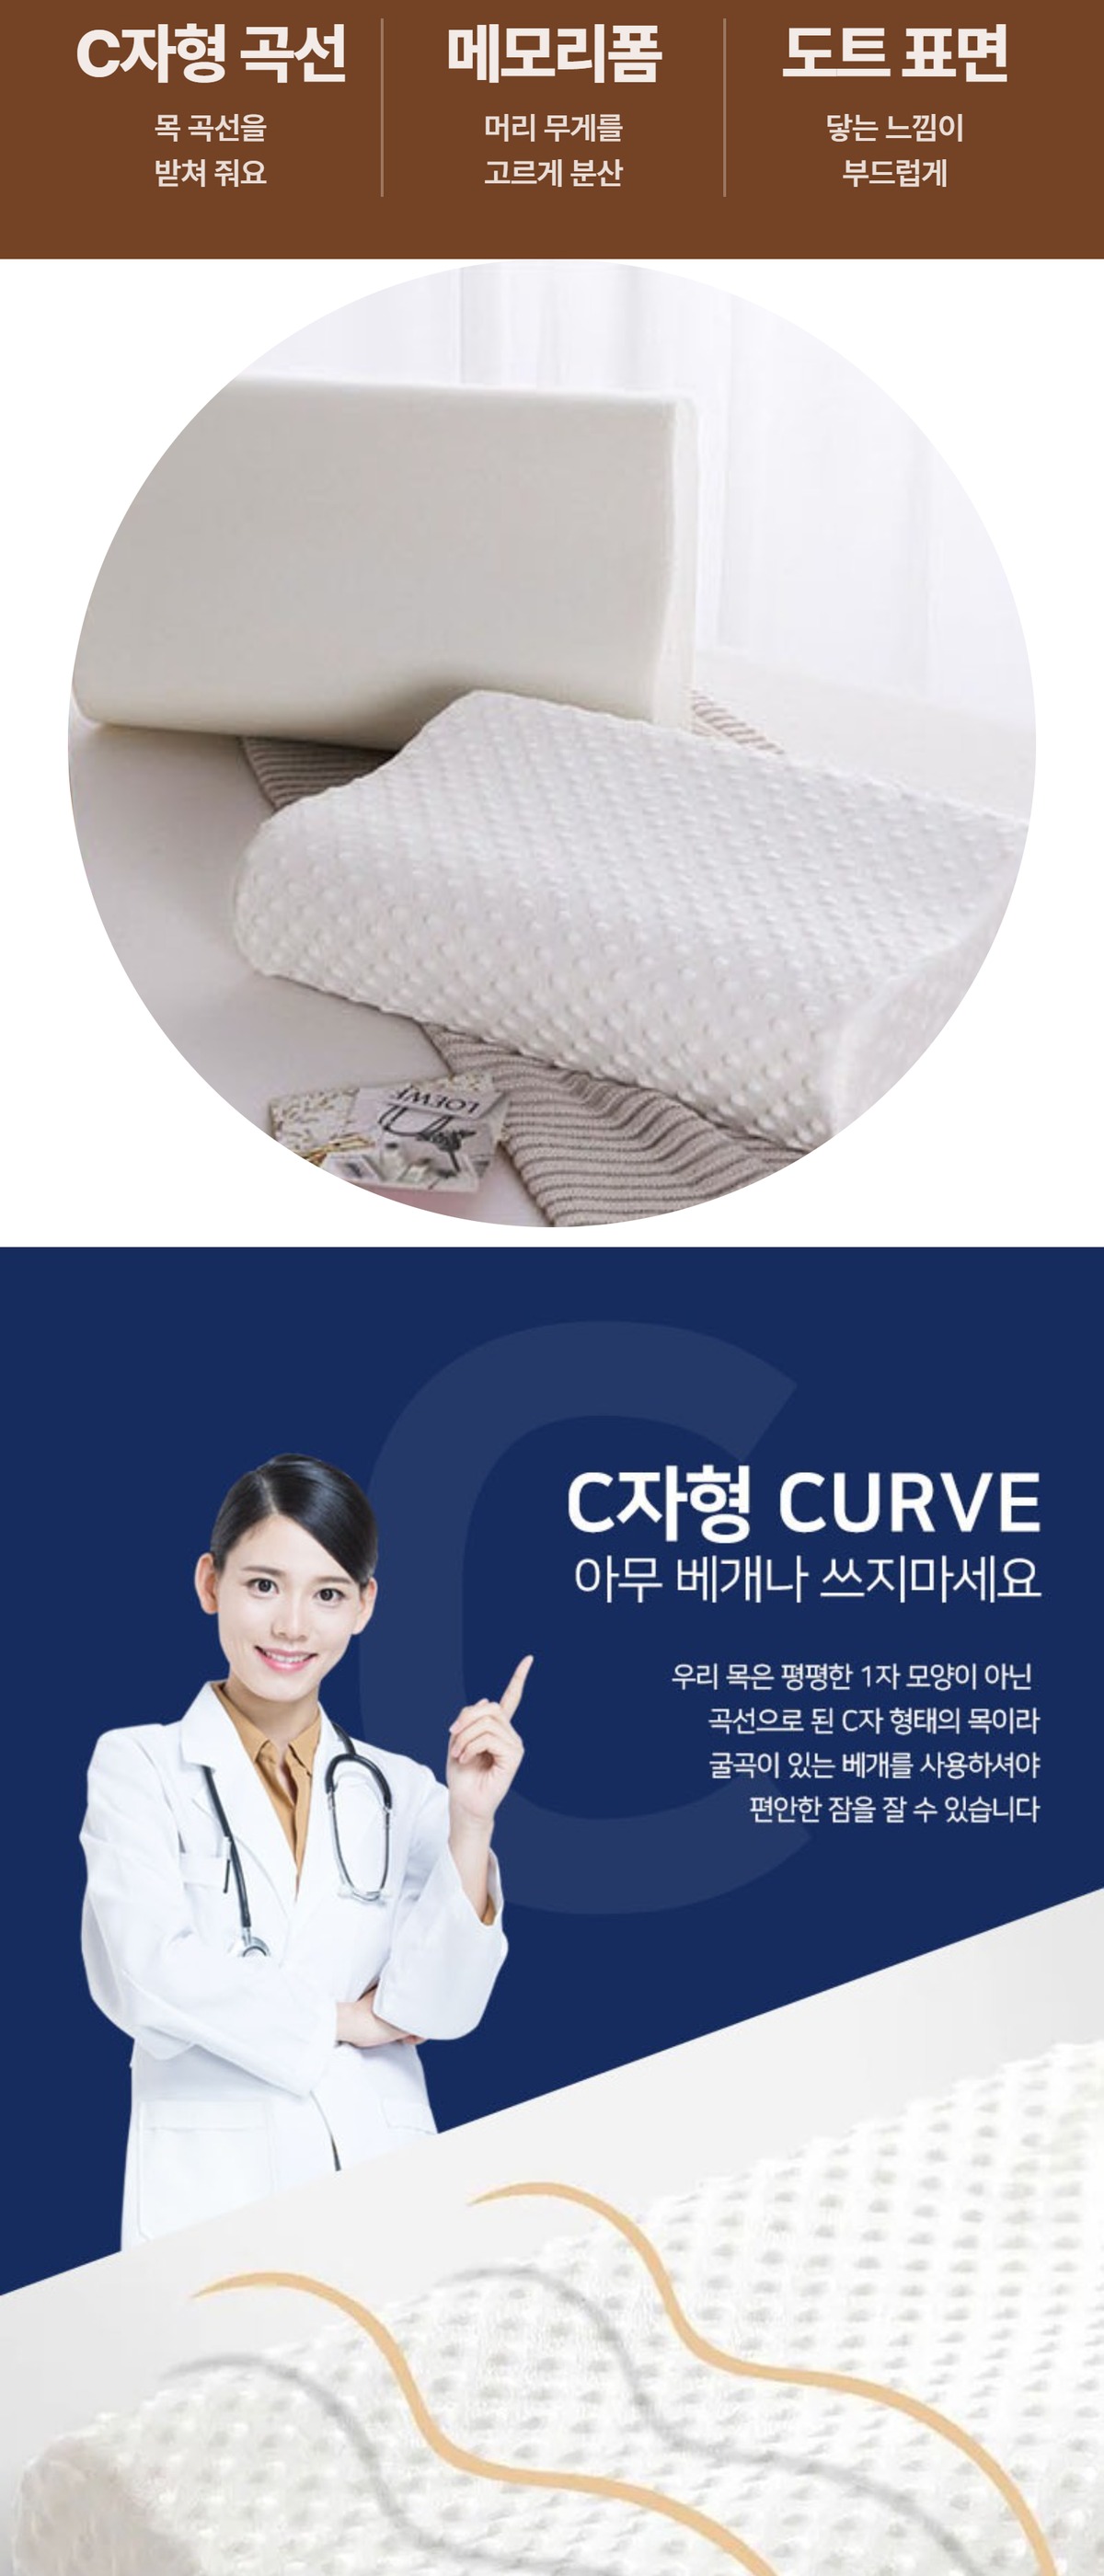 C자형 곡선
목 곡선을
받쳐 줘요
메모리폼
머리 무게를
고르게 분산
도트 표면
닿는 느낌이
부드럽게
LOEWE
C자형 CURVE
아무 베개나 쓰지마세요
우리 목은 평평한 1자 모양이 아닌
곡선으로 된 C자 형태의 목이라
굴곡이 있는 베개를 사용하셔야
편안한 잠을 잘 수 있습니다